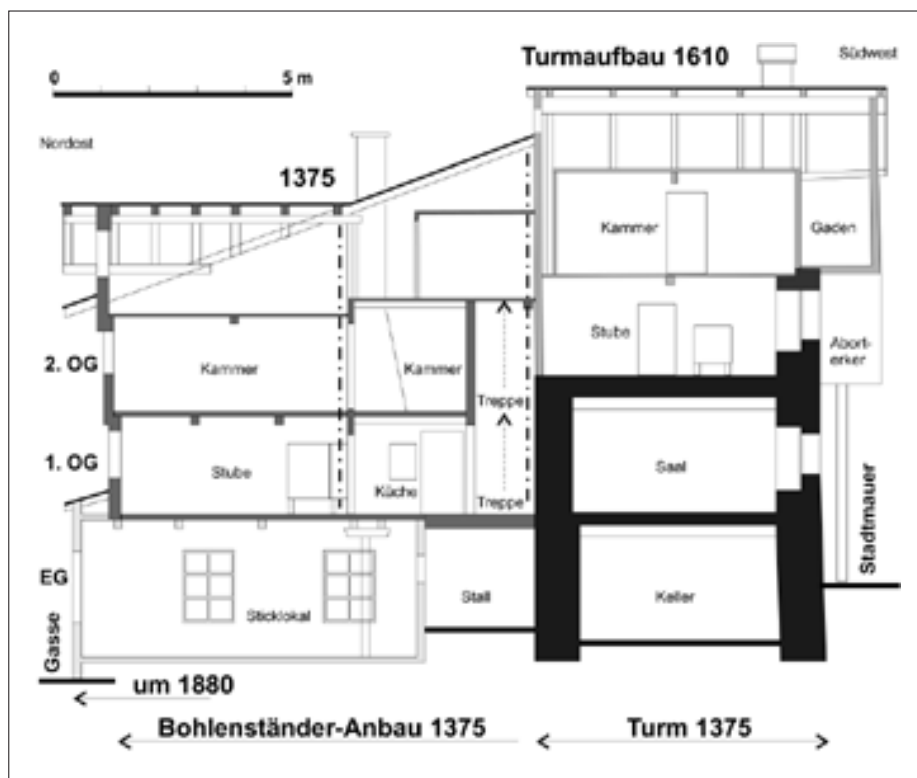 Turmaufbau 1610
Südwest
0 5 m
Nordost
1375
Kammer
Gaden
2. OG
Kammer
Kammer
Stube
Abort-
erker
Treppe
1. OG
Stube
Küche
Treppe
Saal
Stadtmauer
EG
Gasse
Sticklokal
Stall
Keller
um 1880
Bohlenständer-Anbau 1375
Turm 1375